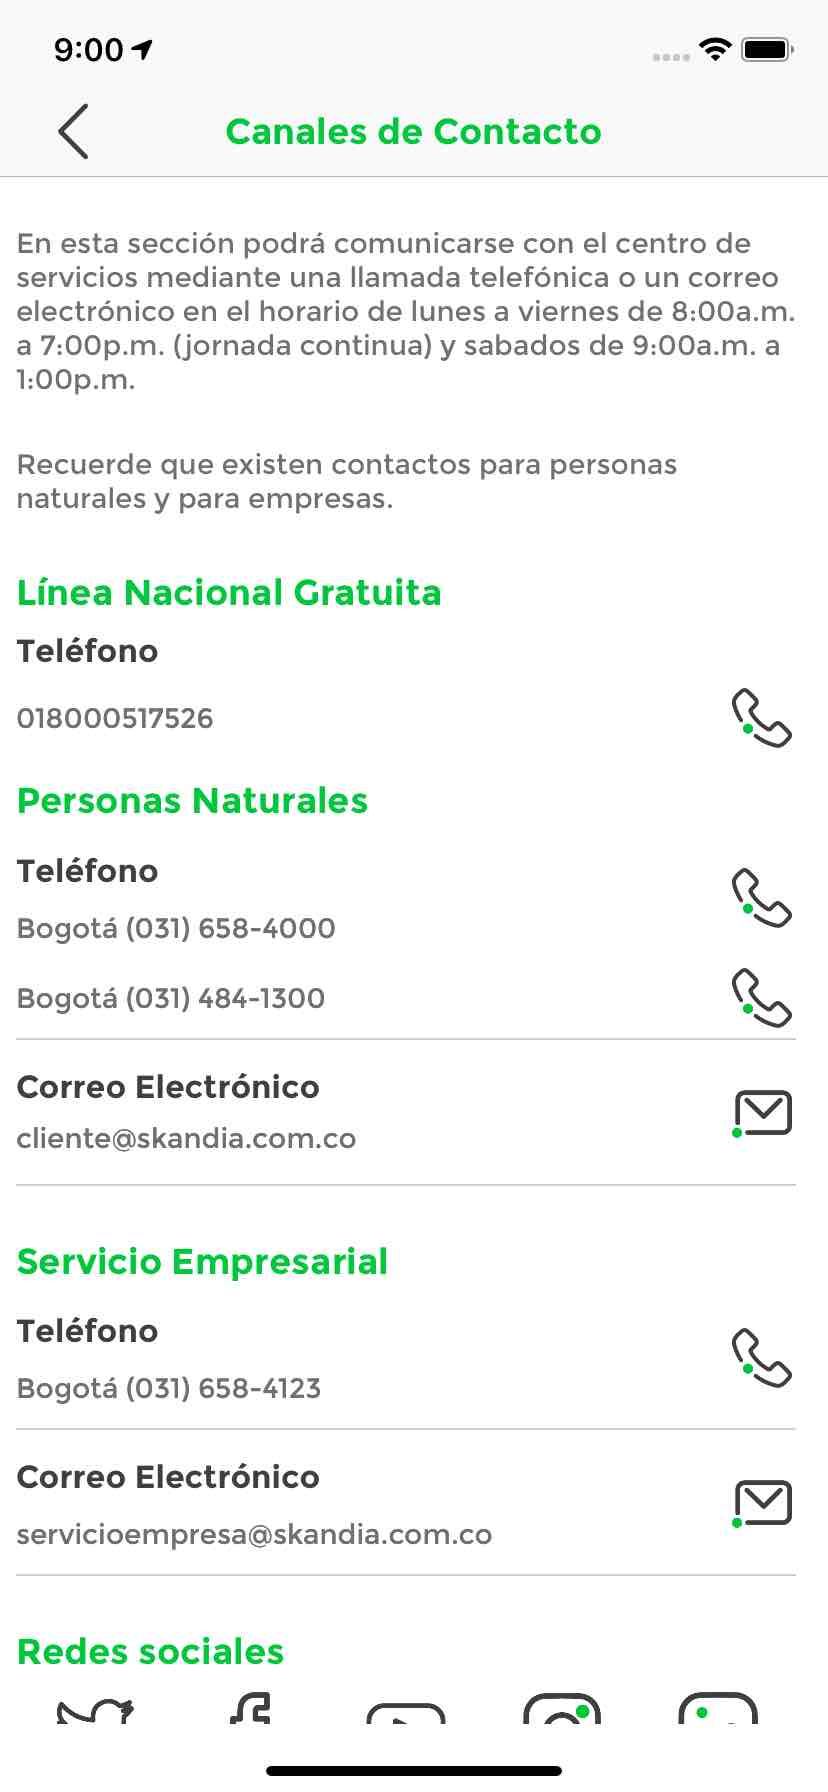 9:00
Canales de Contacto
En esta sección podrá comunicarse con el centro de
servicios mediante una llamada telefónica o un correo
electrónico en el horario de lunes a viernes de 8:00a.m.
a 7:00p.m. (jornada continua) y sabados de 9:00a.m. a
1:00p.m.
Recuerde que existen contactos para personas
naturales y para empresas.
Línea Nacional Gratuita
Teléfono
018000517526
Personas Naturales
Teléfono
Bogotá (031) 658-4000
Bogotá (031) 484-1300
Correo Electrónico
cliente@skandia.com.co
Servicio Empresarial
Teléfono
Bogotá (031) 658-4123
Correo Electrónico
servicioempresa@skandia.com.co
Redes sociales